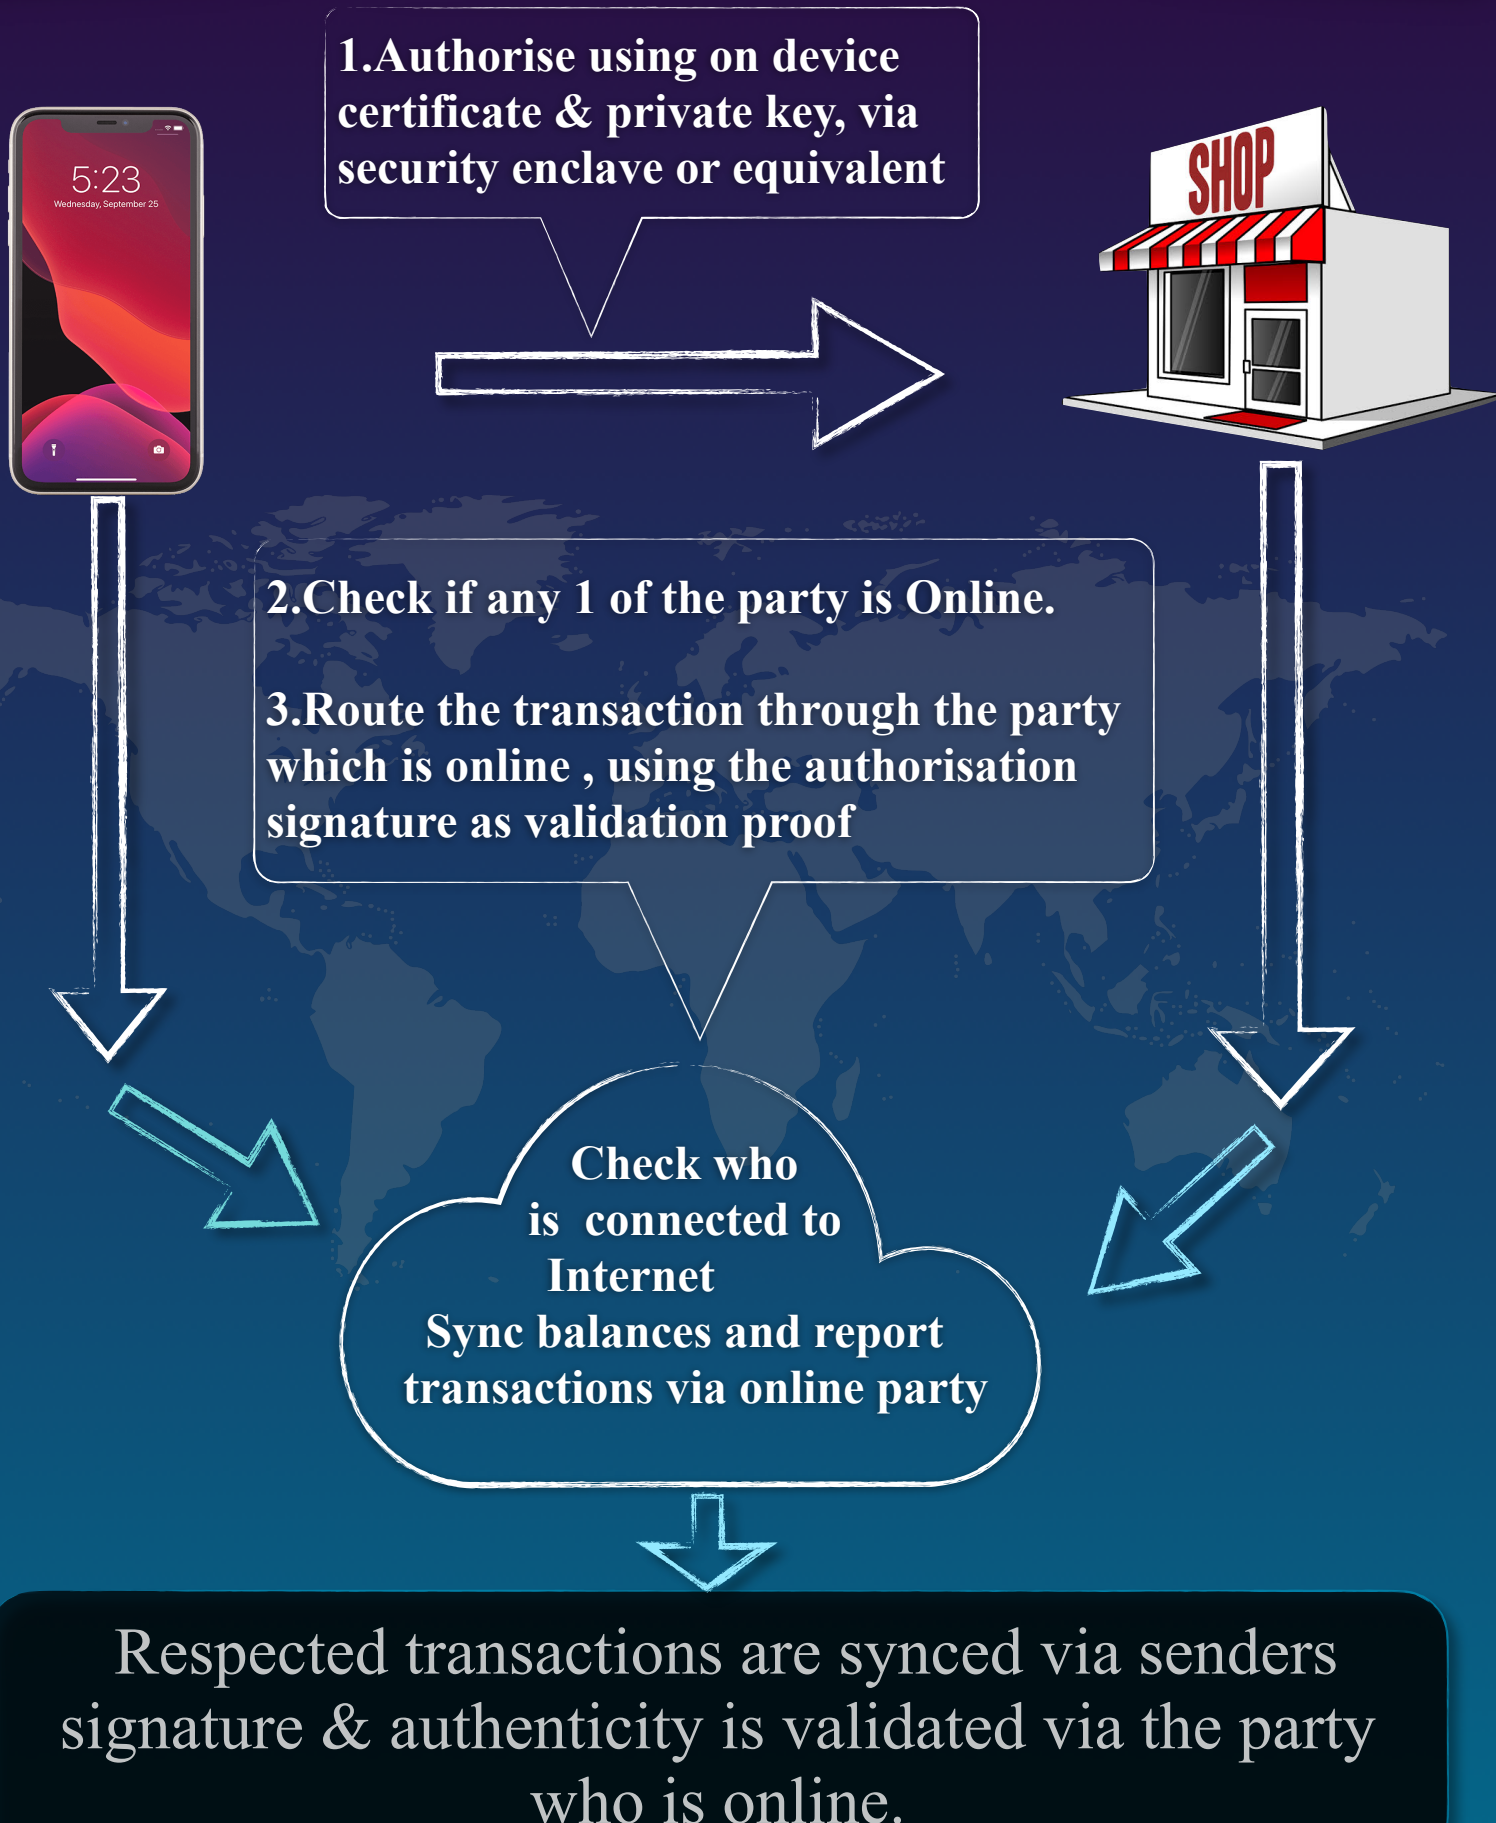 1.Authorise using on device
certificate & private key, via
security enclave or equivalent
5:23
Wednesday, September 25
SHOP
2.Check if any 1 of the party is Online.
3.Route the transaction through the party
which is online , using the authorisation
signature as validation proof
Check who
is connected to
Internet
Sync balances and report
transactions via online party
Respected transactions are synced via senders
signature & authenticity is validated via the party
who is online.